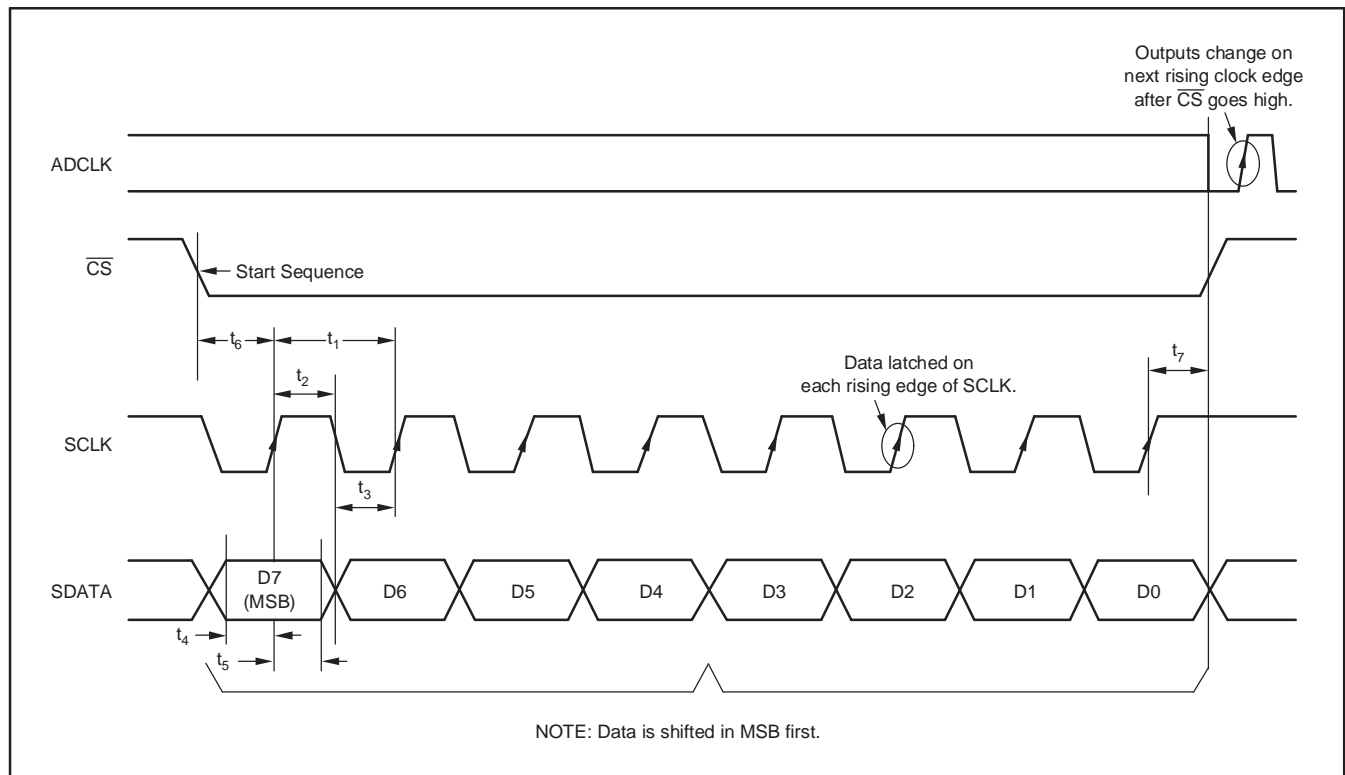 Outputs change on
next rising clock edge
after C̅S̅ goes high.
ADCLK
C̅S̅
Start Sequence
t6
t1
t7
t2
Data latched on
each rising edge of SCLK.
SCLK
t3
SDATA
D7
(MSB)
D6
D5
D4
D3
D2
D1
D0
t4
t5
NOTE: Data is shifted in MSB first.